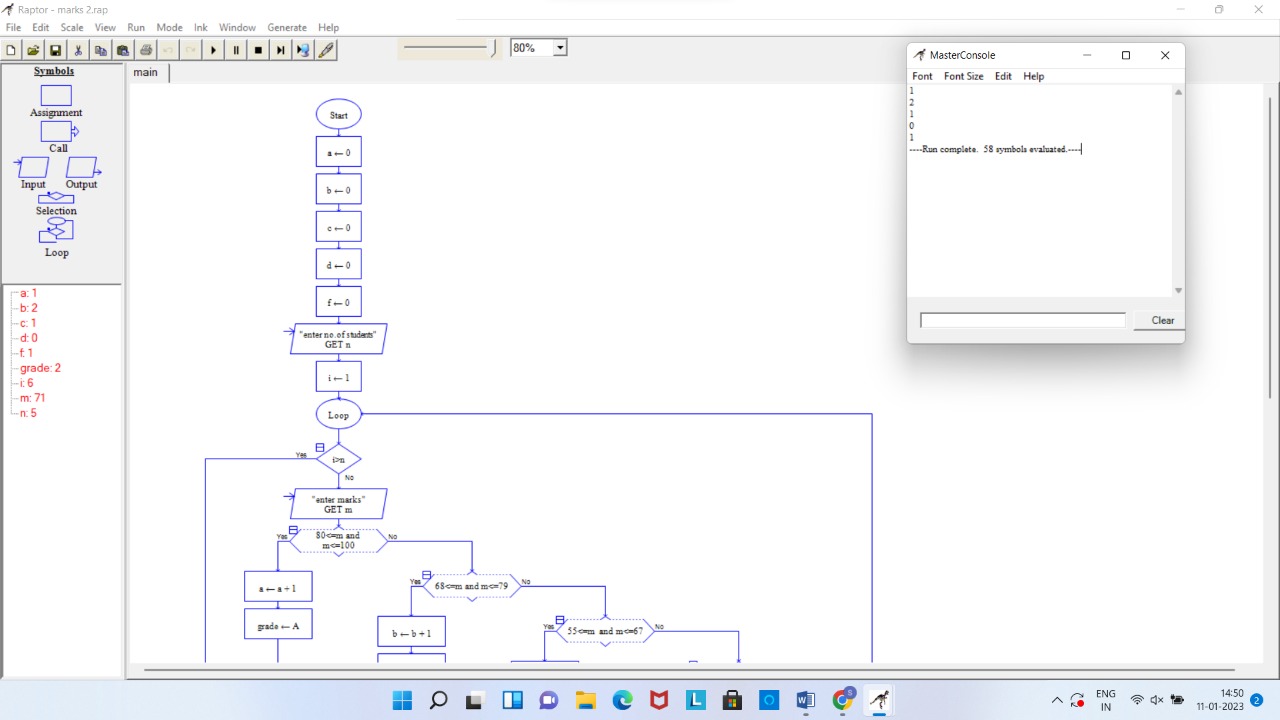 Raptor - marks 2.rap
File Edit Scale View Run Mode Ink Window Generate Help
80%
Symbols
Assignment
Call
Input Output
Selection
Loop
a: 1
b: 2
c: 1
d: 0
f: 1
grade: 2
i: 6
m: 71
n: 5
main
Start
a ← 0
b ← 0
c ← 0
d ← 0
f ← 0
"enter no. of students"
GET n
i ← 1
Loop
Yes
i>n
No
"enter marks"
GET m
Yes
80<=m and
m<=100
No
a ← a + 1
grade ← A
Yes
68<=m and m<=79
No
b ← b + 1
Yes
55<=m and m<=67
No
MasterConsole
Font Font Size Edit Help
1
2
1
0
1
----Run complete. 58 symbols evaluated.----
Clear
ENG
IN
14:50
11-01-2023
2